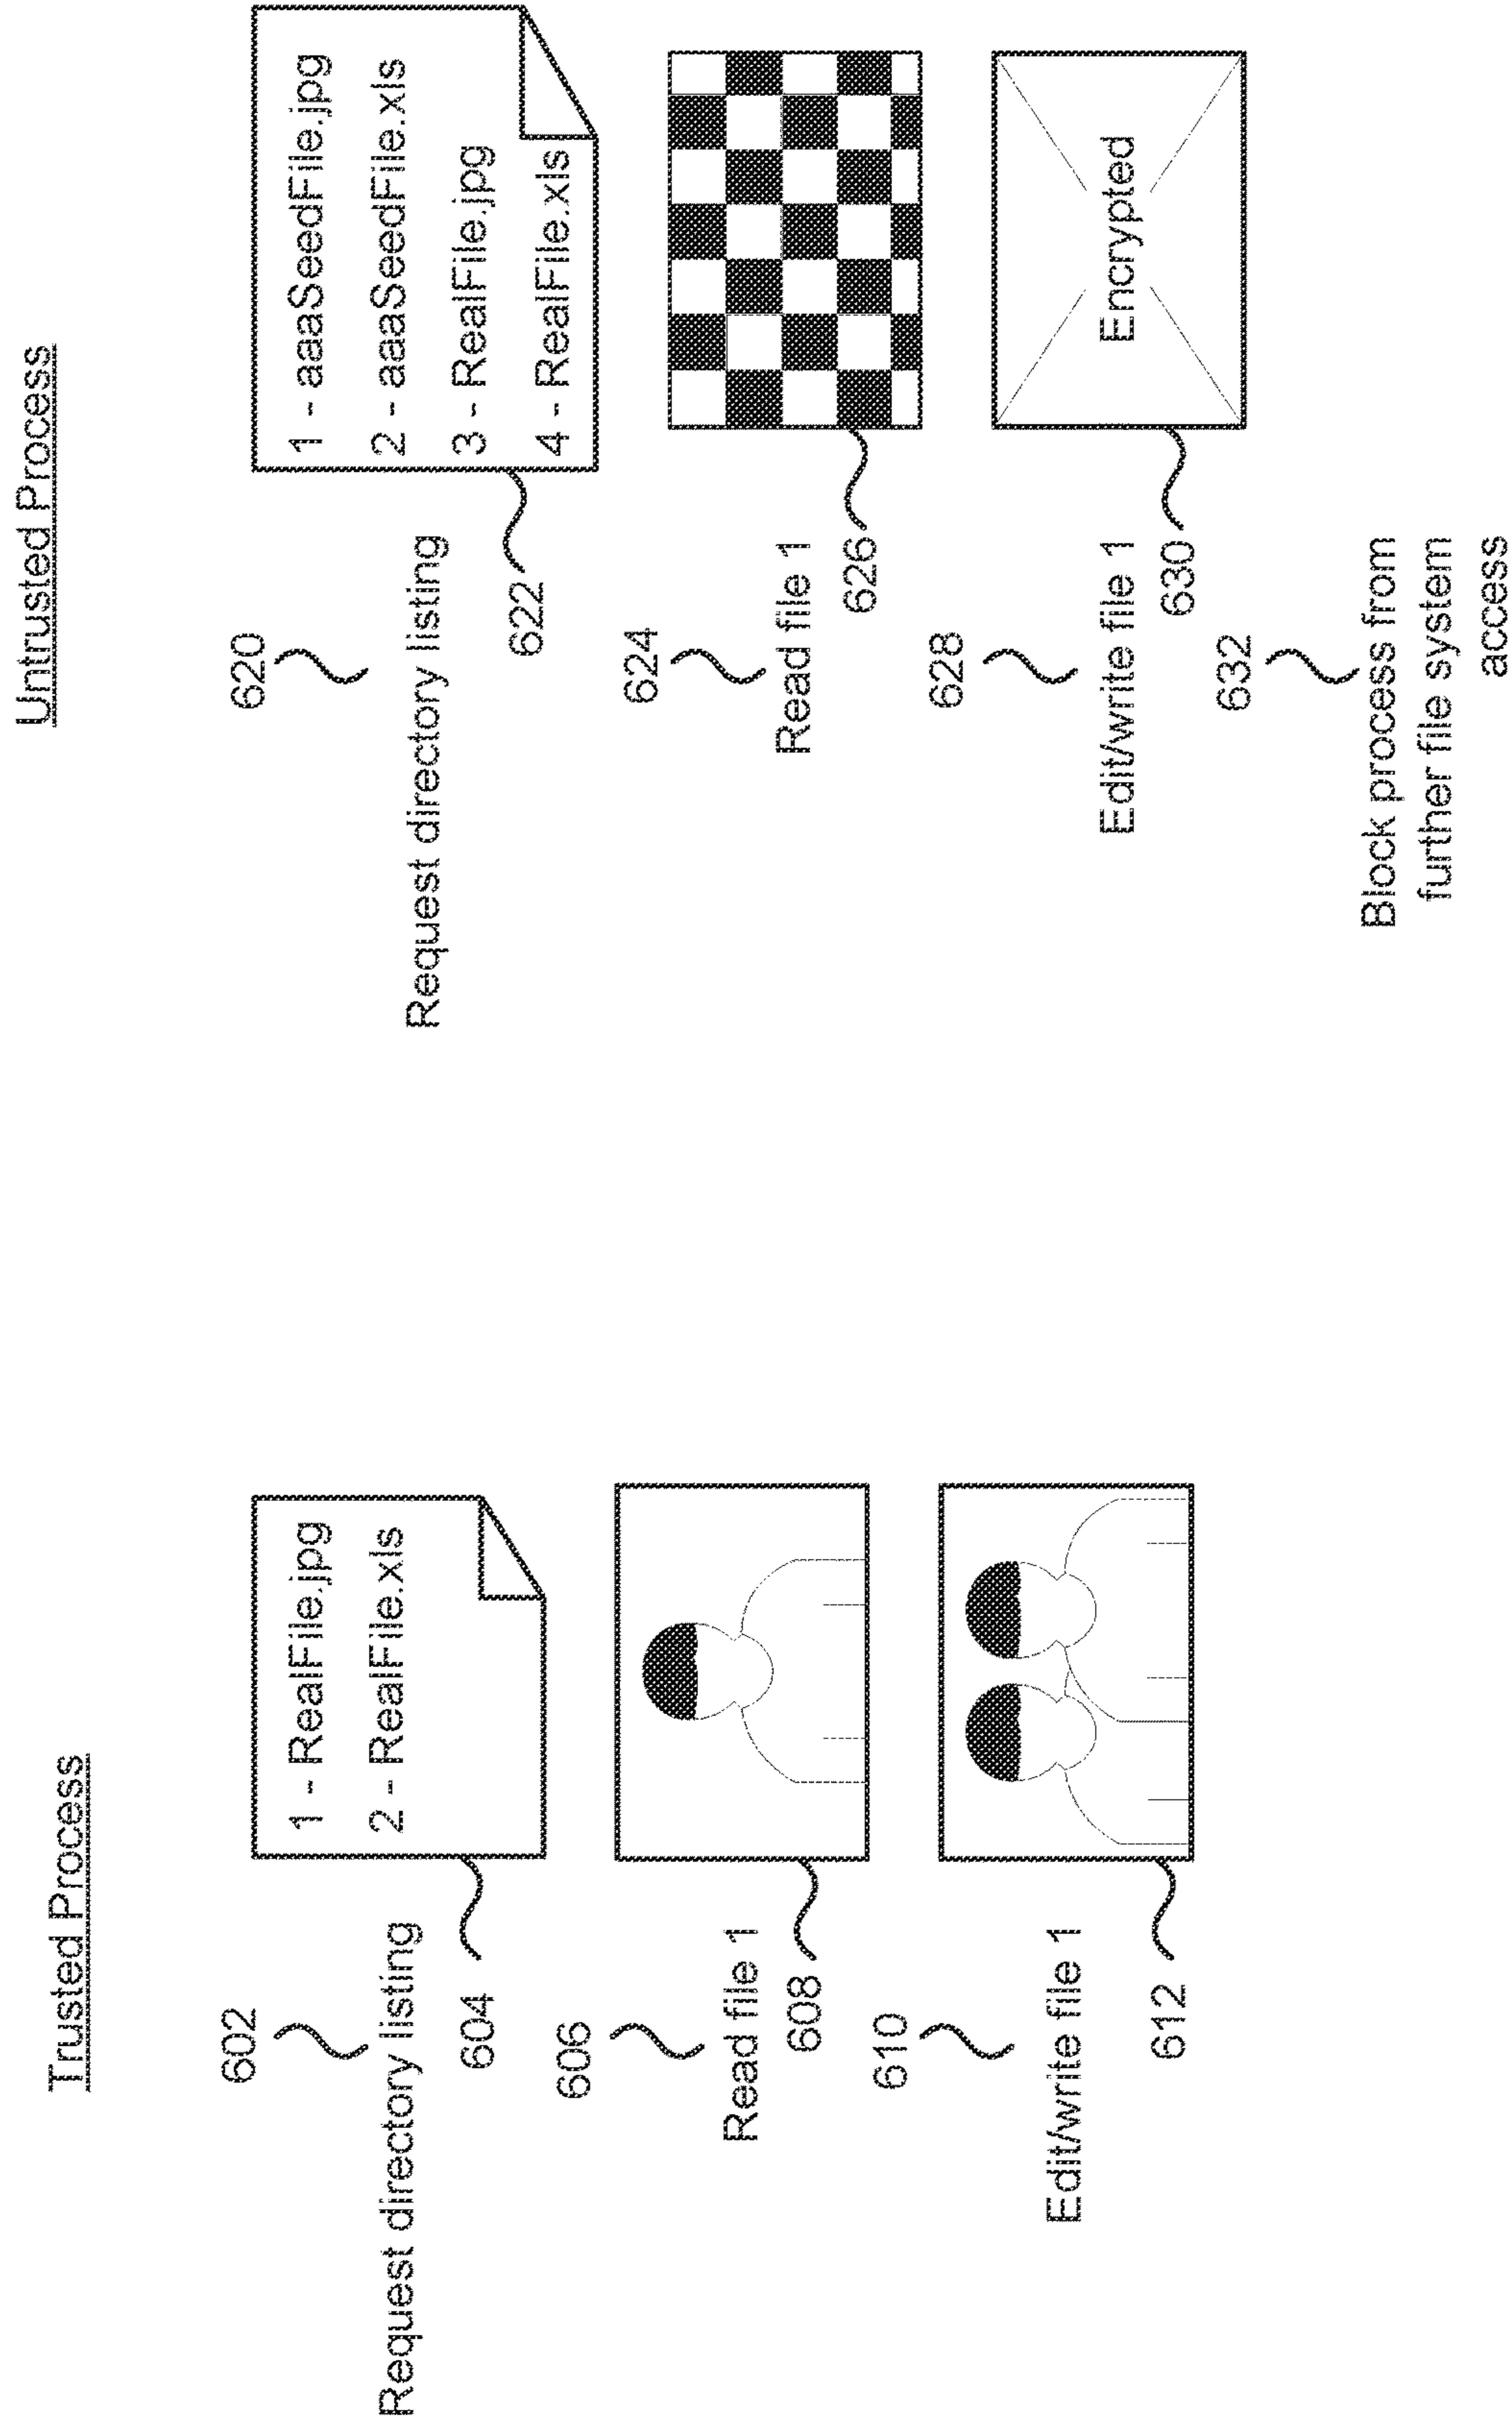 Trusted Process
602
Request directory listing
604
1 - RealFile.jpg
2 - RealFile.xls
606
Read file 1
608
610
Edit/write file 1
612
Untrusted Process
620
Request directory listing
622
1 - aaaSeedFile.jpg
2 - aaaSeedFile.xls
3 - RealFile.jpg
4 - RealFile.xls
624
Read file 1
626
628
Edit/write file 1
630
Encrypted
632
Block process from
further file system
access